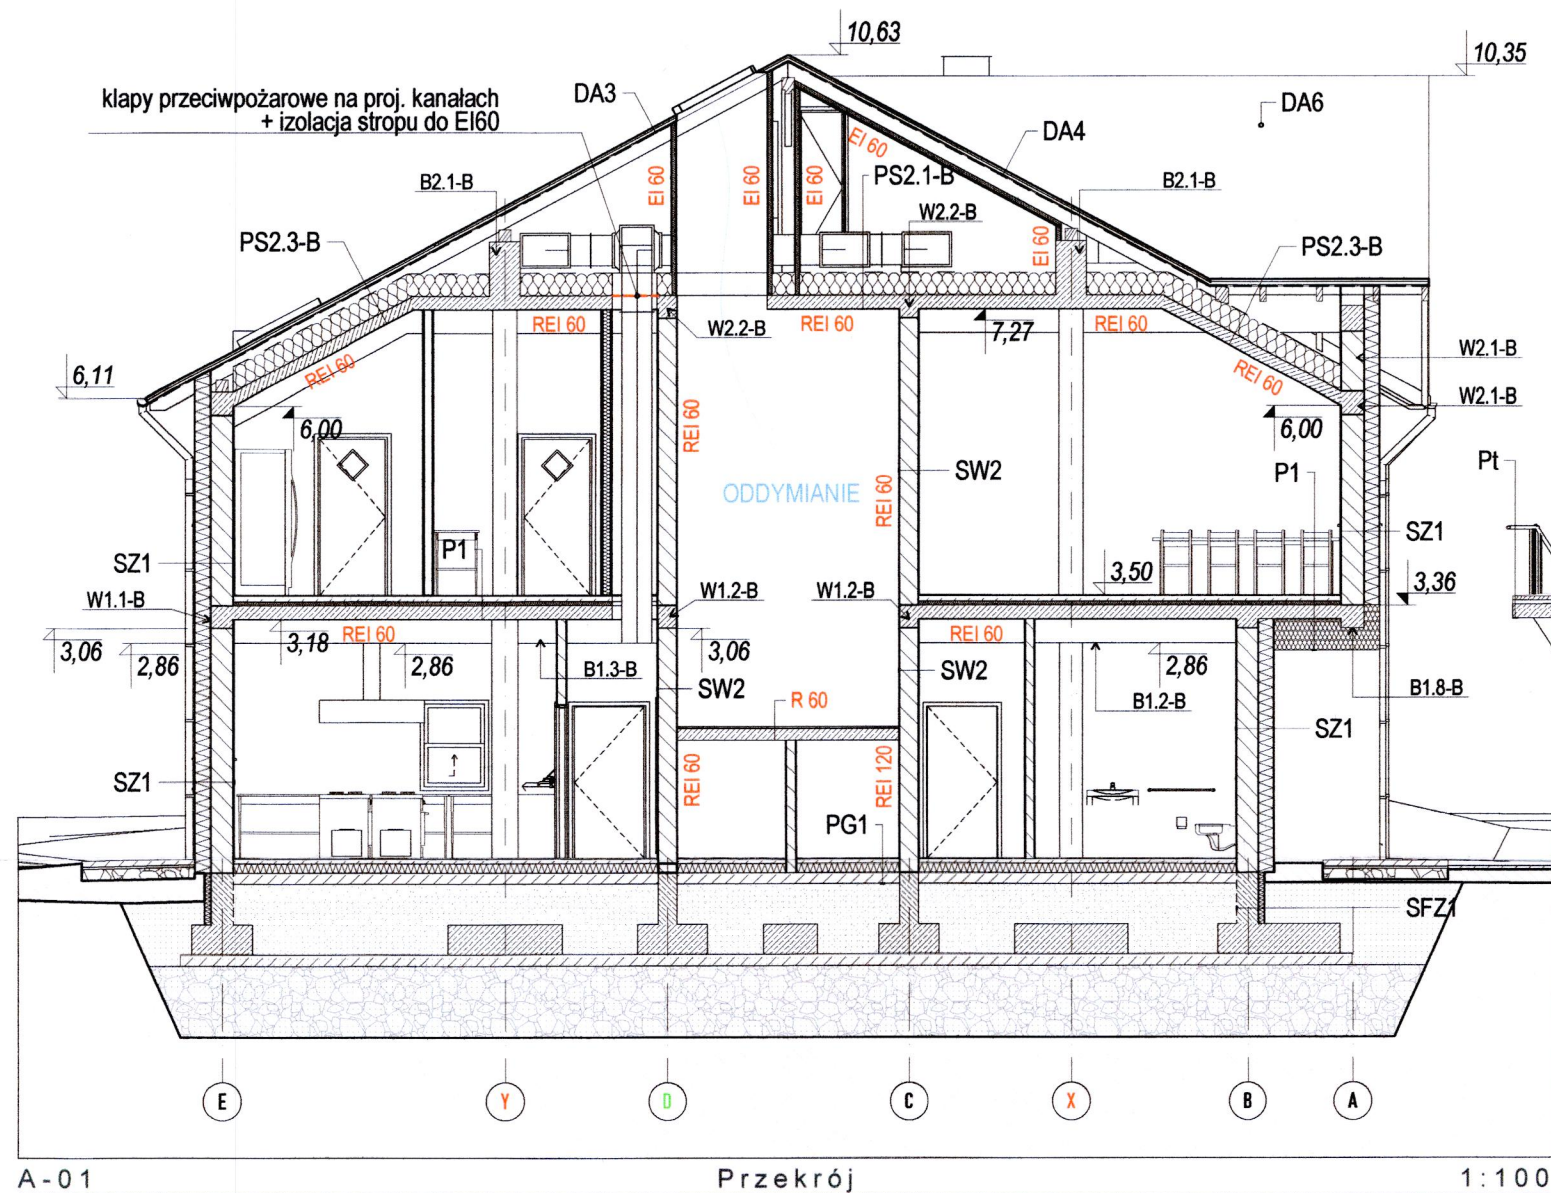 10,63
10,35
klapy przeciwpożarowe na proj. kanałach
+ izolacja stropu do EI60
DA3
DA6
DA4
EI 60
EI 60
EI 60
EI 60
EI 60
B2.1-B
PS2.1-B
B2.1-B
W2.2-B
PS2.3-B
PS2.3-B
REI 60
W2.2-B
REI 60
7,27
REI 60
W2.1-B
REI 60
REI 60
6,11
W2.1-B
6,00
6,00
REI 60
P1
Pt
SW2
ODDYMIANIE
REI 60
SZ1
P1
SZ1
3,50
3,36
W1.1-B
W1.2-B
W1.2-B
3,06
2,86
3,18
REI 60
2,86
B1.3-B
3,06
REI 60
2,86
SW2
SW2
B1.2-B
B1.8-B
R 60
SZ1
SZ1
REI 60
REI 120
PG1
SFZ1
E
Y
D
C
X
B
A
A-01
Przekrój
1:100